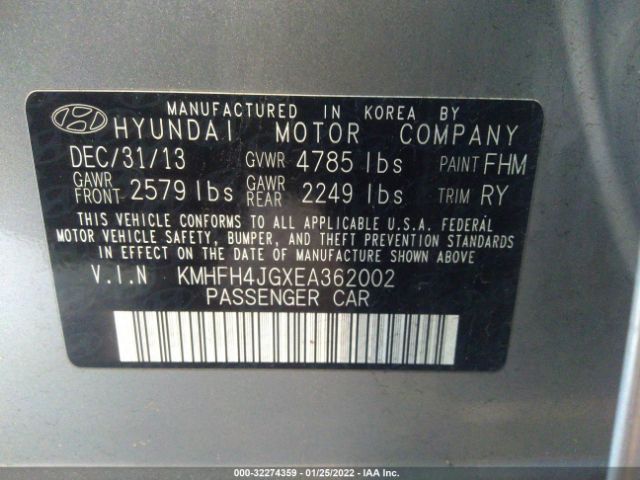 MANUFACTURED IN KOREA BY
HYUNDAI MOTOR COMPANY
DEC/31/13 GVWR 4785 lbs PAINT FHM
GAWR FRONT 2579 lbs GAWR REAR 2249 lbs TRIM RY
THIS VEHICLE CONFORMS TO ALL APPLICABLE U.S.A. FEDERAL
MOTOR VEHICLE SAFETY, BUMPER, AND THEFT PREVENTION STANDARDS
IN EFFECT ON THE DATE OF MANUFACTURE SHOWN ABOVE
V.I.N KMHFH4JGXEA362002
PASSENGER CAR
000-32274359 - 01/25/2022 - IAA Inc.